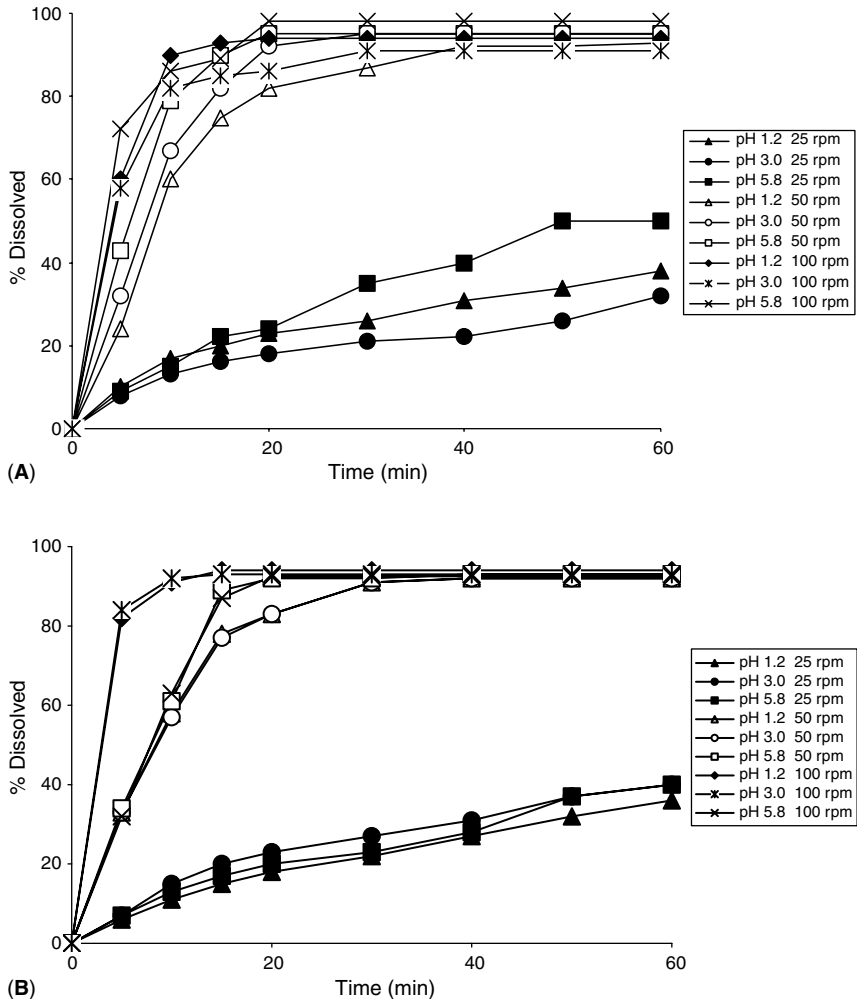 100
80
60
40
20
0
% Dissolved
0 20 40 60
Time (min)
(A)
pH 1.2 25 rpm
pH 3.0 25 rpm
pH 5.8 25 rpm
pH 1.2 50 rpm
pH 3.0 50 rpm
pH 5.8 50 rpm
pH 1.2 100 rpm
pH 3.0 100 rpm
pH 5.8 100 rpm
100
80
60
40
20
0
% Dissolved
0 20 40 60
Time (min)
(B)
pH 1.2 25 rpm
pH 3.0 25 rpm
pH 5.8 25 rpm
pH 1.2 50 rpm
pH 3.0 50 rpm
pH 5.8 50 rpm
pH 1.2 100 rpm
pH 3.0 100 rpm
pH 5.8 100 rpm